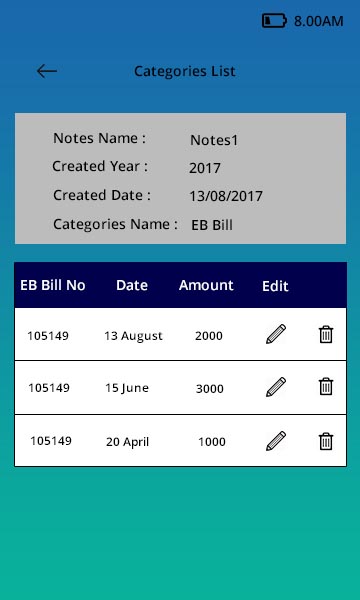 8.00AM
Categories List
Notes Name : Notes1
Created Year : 2017
Created Date : 13/08/2017
Categories Name : EB Bill
EB Bill No Date Amount Edit
105149 13 August 2000
105149 15 June 3000
105149 20 April 1000